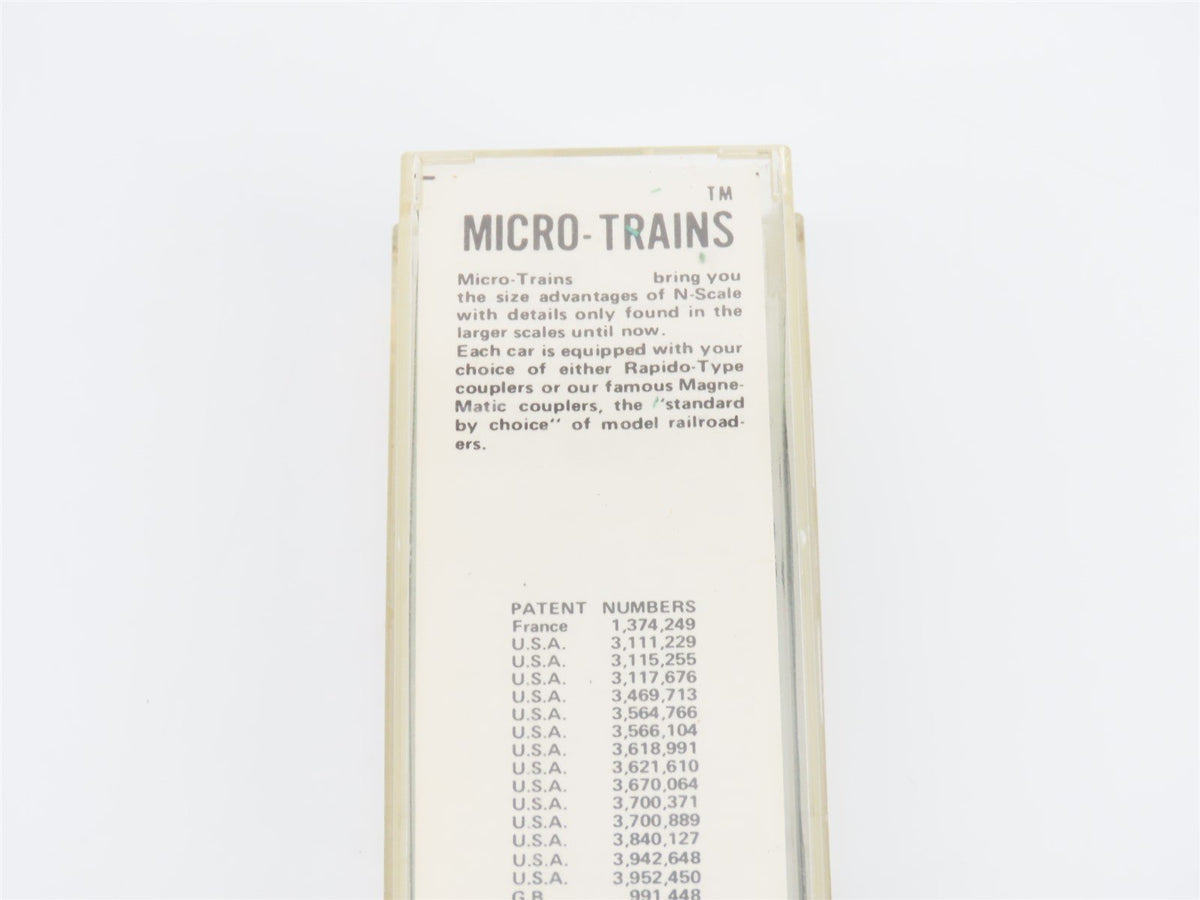 TM
MICRO-TRAINS
Micro-Trains bring you
the size advantages of N-Scale
with details only found in the
larger scales until now.
Each car is equipped with your
choice of either Rapido-Type
couplers or our famous Magne-
Matic couplers, the "standard
by choice" of model railroad-
ers.
PATENT NUMBERS
France 1,374,249
U.S.A. 3,111,229
U.S.A. 3,115,255
U.S.A. 3,117,676
U.S.A. 3,469,713
U.S.A. 3,564,766
U.S.A. 3,566,104
U.S.A. 3,618,991
U.S.A. 3,621,610
U.S.A. 3,670,064
U.S.A. 3,700,371
U.S.A. 3,700,889
U.S.A. 3,840,127
U.S.A. 3,942,648
U.S.A. 3,952,450
G.B. 991,448